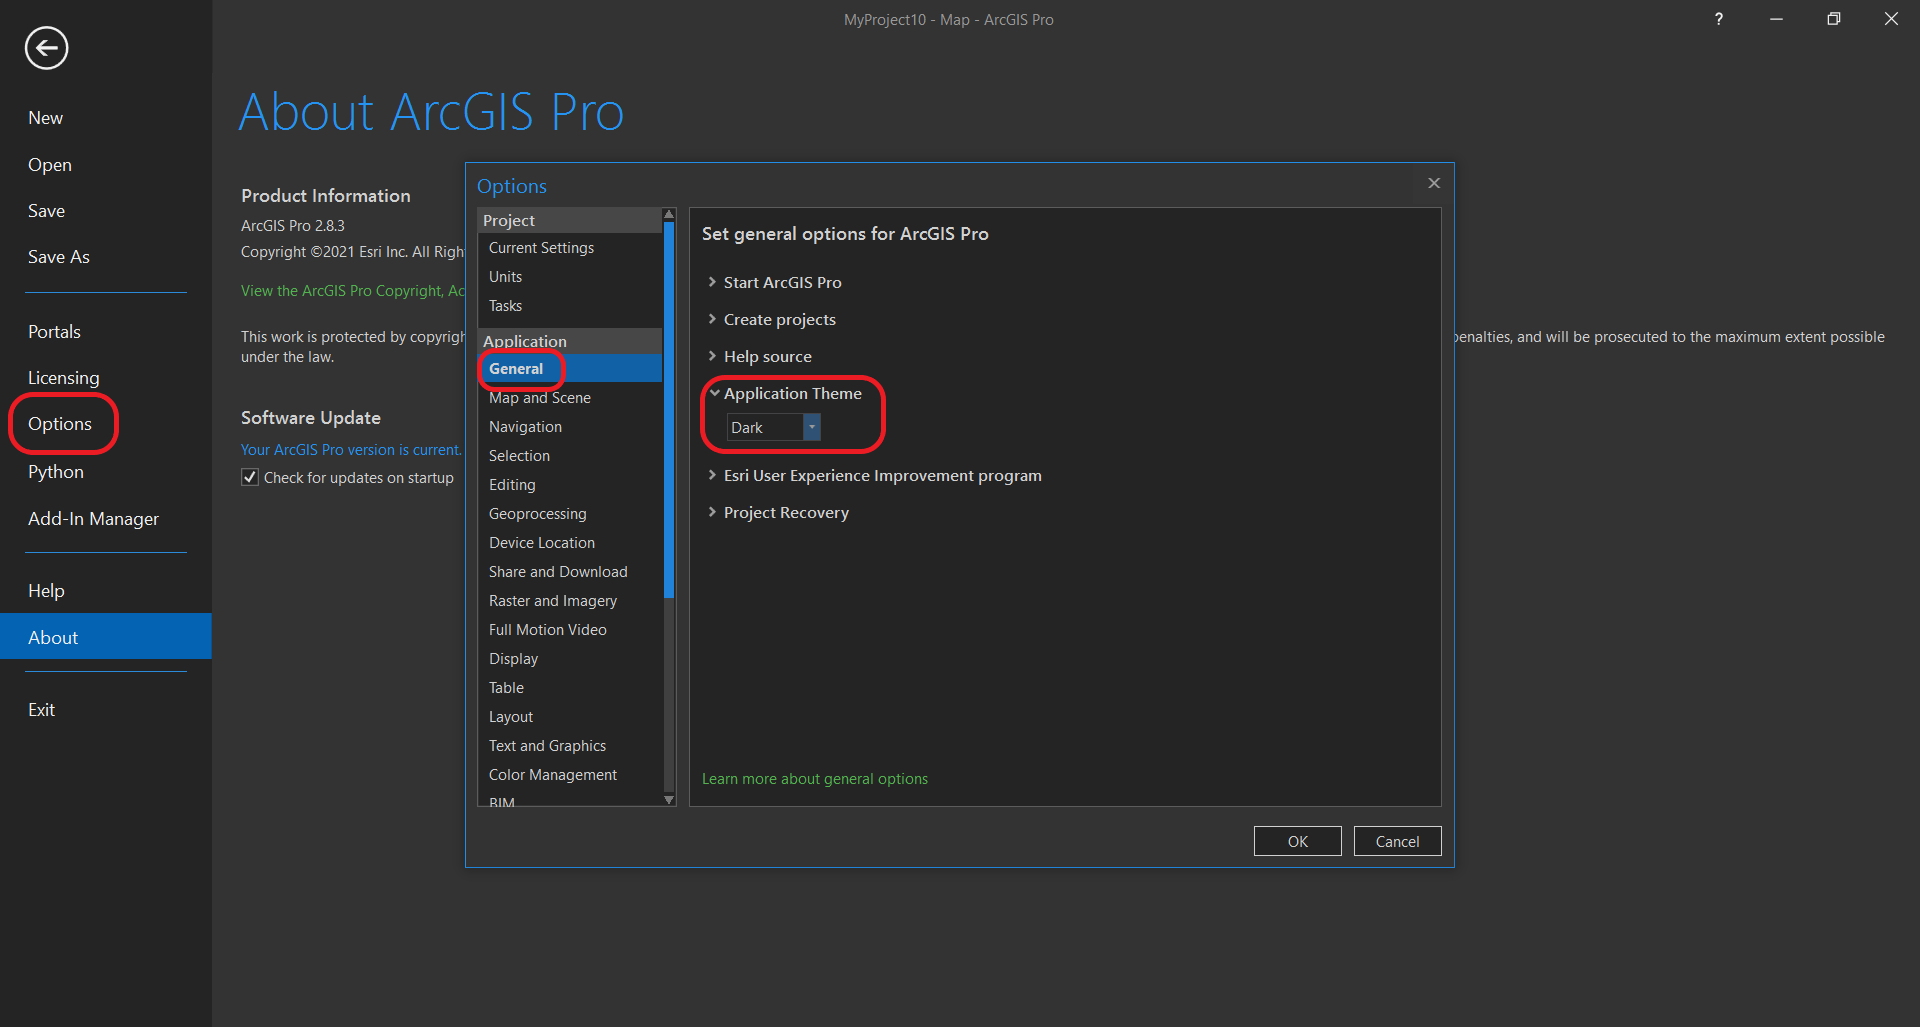 MyProject10 - Map - ArcGIS Pro
?
New
Open
Save
Save As
Portals
Licensing
Options
Python
Add-In Manager
Help
About
Exit
About ArcGIS Pro
Product Information
ArcGIS Pro 2.8.3
Copyright ©2021 Esri Inc. All Righ
View the ArcGIS Pro Copyright, Ac
This work is protected by copyrigh
enalties, and will be prosecuted to the maximum extent possible
under the law.
Software Update
Your ArcGIS Pro version is current.
Check for updates on startup
Options
Project
Current Settings
Units
Tasks
Application
General
Map and Scene
Navigation
Selection
Editing
Geoprocessing
Device Location
Share and Download
Raster and Imagery
Full Motion Video
Display
Table
Layout
Text and Graphics
Color Management
BIM
Set general options for ArcGIS Pro
Start ArcGIS Pro
Create projects
Help source
Application Theme
Dark
Esri User Experience Improvement program
Project Recovery
Learn more about general options
OK
Cancel